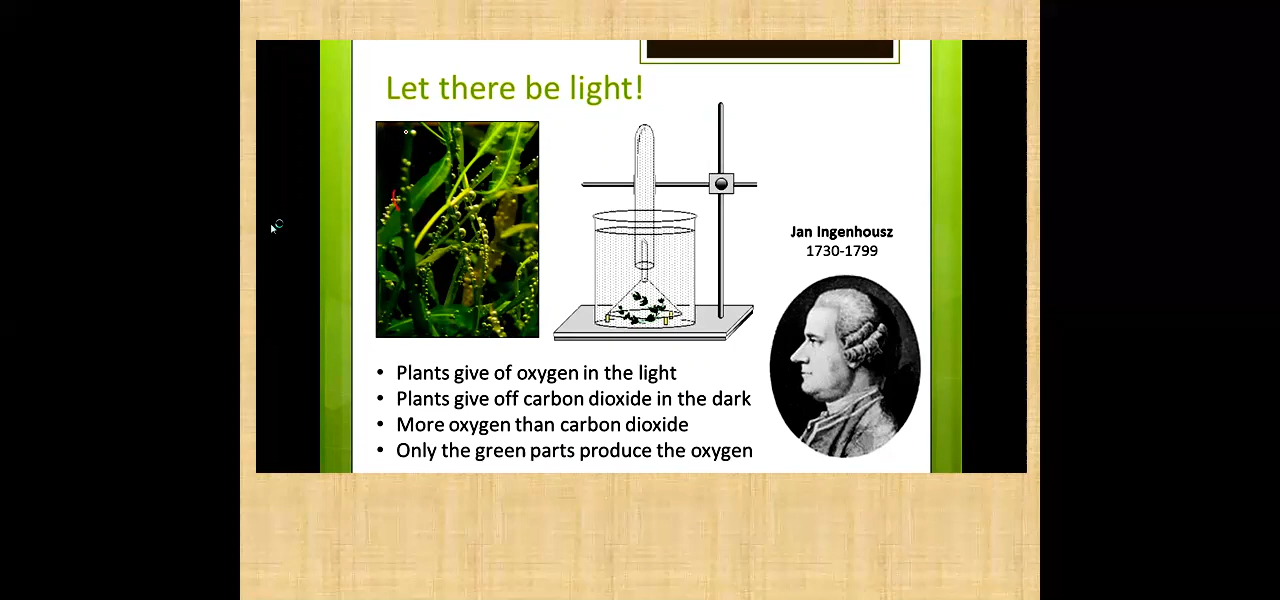 Let there be light!
Jan Ingenhousz
1730-1799
• Plants give of oxygen in the light
• Plants give off carbon dioxide in the dark
• More oxygen than carbon dioxide
• Only the green parts produce the oxygen